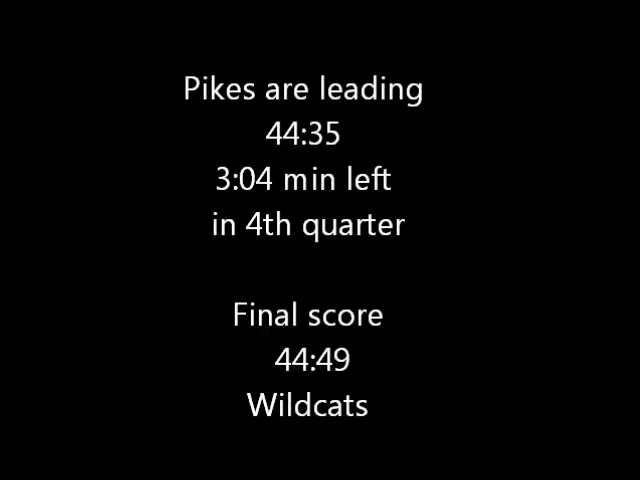 Pikes are leading
44:35
3:04 min left
in 4th quarter
Final score
44:49
Wildcats